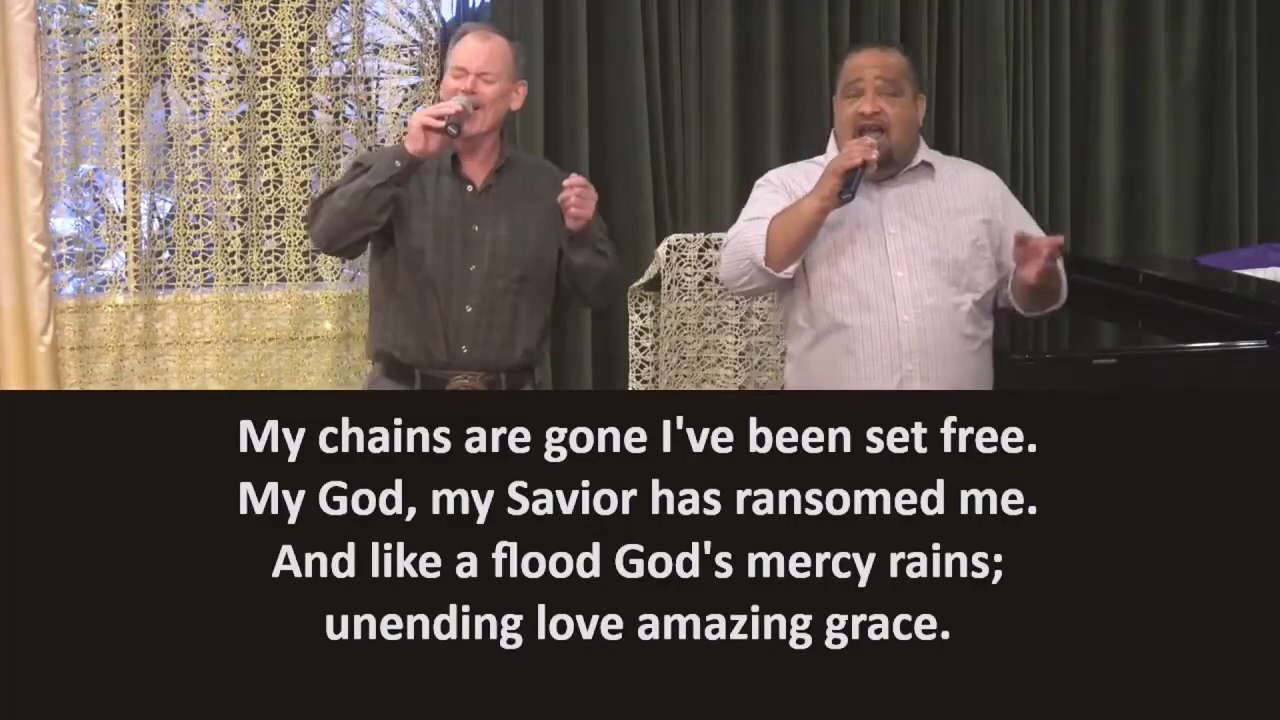 My chains are gone I've been set free.
My God, my Savior has ransomed me.
And like a flood God's mercy rains;
unending love amazing grace.